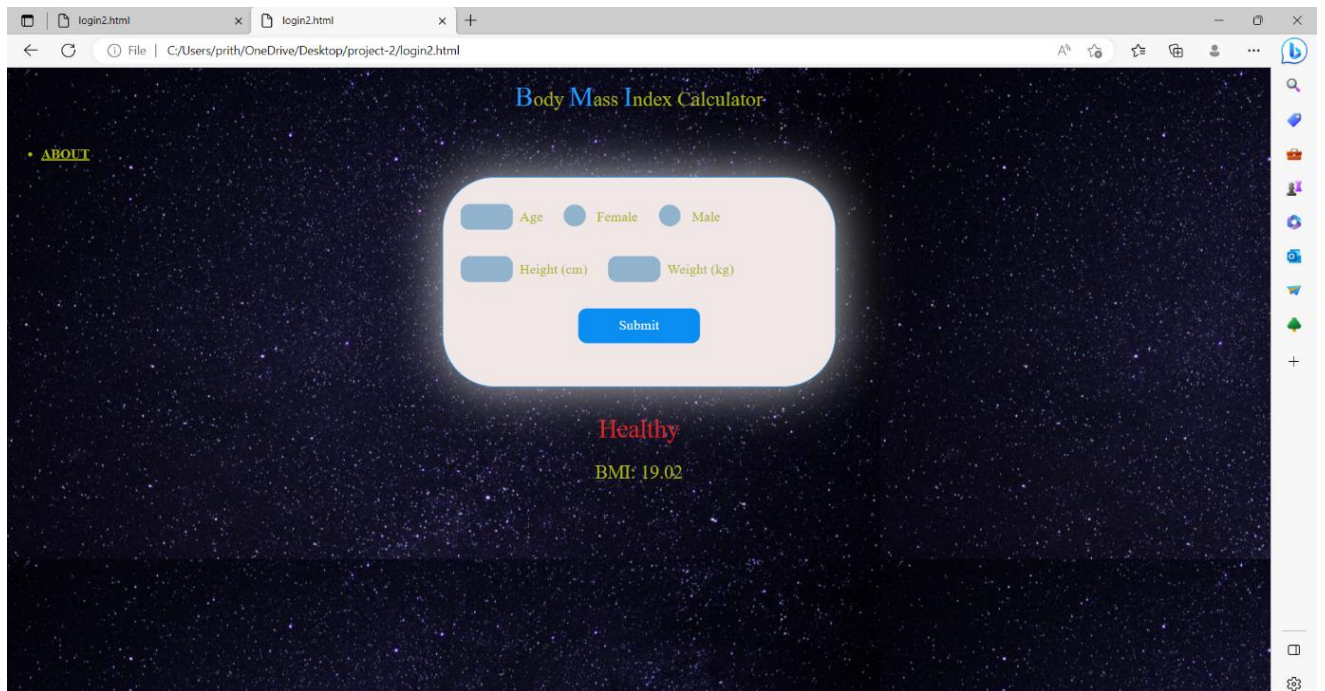 login2.html
login2.html
File | C:/Users/prith/OneDrive/Desktop/project-2/login2.html
Body Mass Index Calculator
• ABOUT
Age Female Male
Height (cm) Weight (kg)
Submit
Healthy
BMI: 19.02